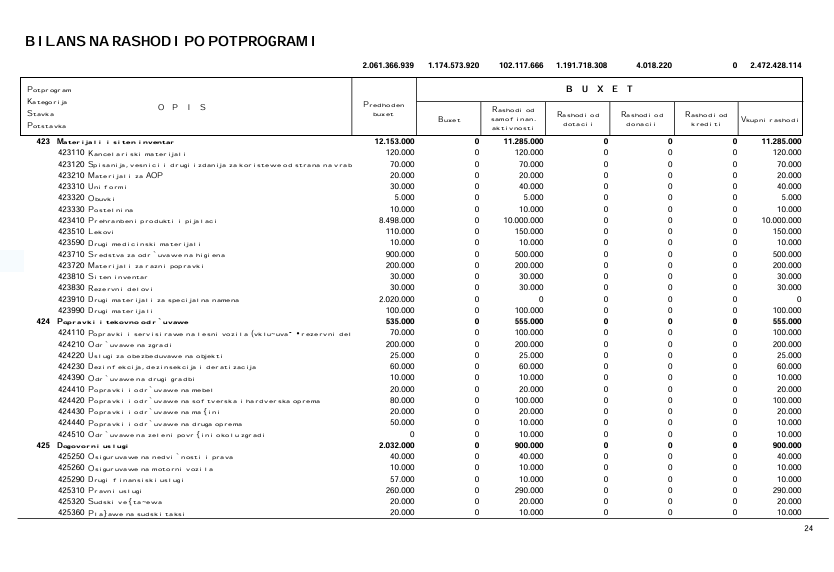 BILANS NA RASHODI PO POTPROGRAMI
2.061.366.939 1.174.573.920 102.117.666 1.191.718.308 4.018.220 0 2.472.428.114
Potprogram
Kategorija
Stavka
Potstavka
O P I S
Predhoden buxet
B U X E T
Buxet
Rashodi od samofinan. aktivnosti
Rashodi od dotacii
Rashodi od donacii
Rashodi od krediti
Vkupni rashodi
423 Materijali i siten inventar 12.153.000 0 11.285.000 0 0 0 11.285.000
423110 Kancelariski materijali 120.000 0 120.000 0 0 0 120.000
423120 Spisanija, vesnici i drugi izdanija za koristewe od strana na vrab 70.000 0 70.000 0 0 0 70.000
423210 Materijali za AOP 20.000 0 20.000 0 0 0 20.000
423310 Uniformi 30.000 0 40.000 0 0 0 40.000
423320 Obuvki 5.000 0 5.000 0 0 0 5.000
423330 Postelnina 10.000 0 10.000 0 0 0 10.000
423410 Prehranbeni produkti i pijalaci 8.498.000 0 10.000.000 0 0 0 10.000.000
423510 Lekovi 110.000 0 150.000 0 0 0 150.000
423590 Drugi medicinski materijali 10.000 0 10.000 0 0 0 10.000
423710 Sredstva za odr`uvawe na higiena 900.000 0 500.000 0 0 0 500.000
423720 Materijali za razni popravki 200.000 0 200.000 0 0 0 200.000
423810 Siten inventar 30.000 0 30.000 0 0 0 30.000
423830 Rezervni delovi 30.000 0 30.000 0 0 0 30.000
423910 Drugi materijali za specijalna namena 2.020.000 0 0 0 0 0 0
423990 Drugi materijali 100.000 0 100.000 0 0 0 100.000
424 Popravki i tekovno odr`uvawe 535.000 0 555.000 0 0 0 555.000
424110 Popravki i servisirawe na lesni vozila (vklu~uva~ • rezervni del 70.000 0 100.000 0 0 0 100.000
424210 Odr`uvawe na zgradi 200.000 0 200.000 0 0 0 200.000
424220 Uslugi za obezbeduvawe na objekti 25.000 0 25.000 0 0 0 25.000
424230 Dezinfekcija, dezinsekcija i deratizacija 60.000 0 60.000 0 0 0 60.000
424390 Odr`uvawe na drugi gradbi 10.000 0 10.000 0 0 0 10.000
424410 Popravki i odr`uvawe na mebel 20.000 0 20.000 0 0 0 20.000
424420 Popravki i odr`uvawe na softverska i hardverska oprema 80.000 0 100.000 0 0 0 100.000
424430 Popravki i odr`uvawe na ma{ini 20.000 0 20.000 0 0 0 20.000
424440 Popravki i odr`uvawe na druga oprema 50.000 0 10.000 0 0 0 10.000
424510 Odr`uvawe na zeleni povr{ini okolu zgradi 0 0 10.000 0 0 0 10.000
425 Dogovorni uslugi 2.032.000 0 900.000 0 0 0 900.000
425250 Osiguruvawe na nedvi`nosti i prava 40.000 0 40.000 0 0 0 40.000
425260 Osiguruvawe na motorni vozila 10.000 0 10.000 0 0 0 10.000
425290 Drugi finansiski uslugi 57.000 0 10.000 0 0 0 10.000
425310 Pravni uslugi 260.000 0 290.000 0 0 0 290.000
425320 Sudski ve{ta~ewa 20.000 0 20.000 0 0 0 20.000
425360 Pla}awe na sudski taksi 20.000 0 10.000 0 0 0 10.000
24